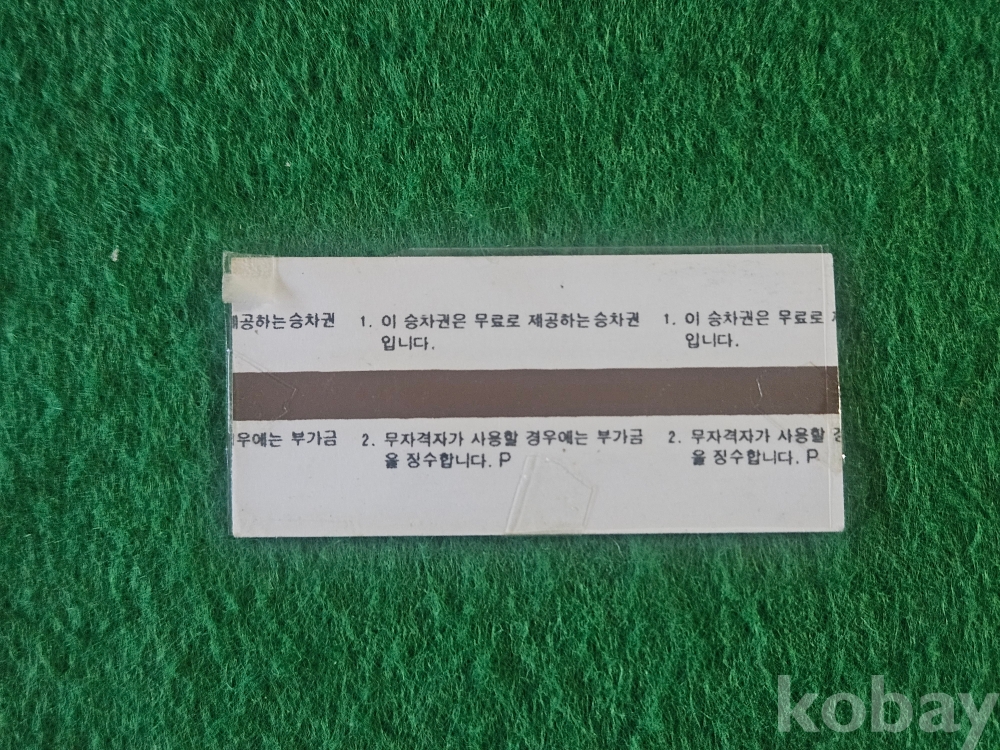 제공하는승차권 1. 이 승차권은 무료로 제공하는승차권 1. 이 승차권은 무료로
입니다. 입니다.
우에는 부가금 2. 무자격자가 사용할 경우에는 부가금 2. 무자격자가 사용할
을 징수합니다. P 을 징수합니다. P
kobay